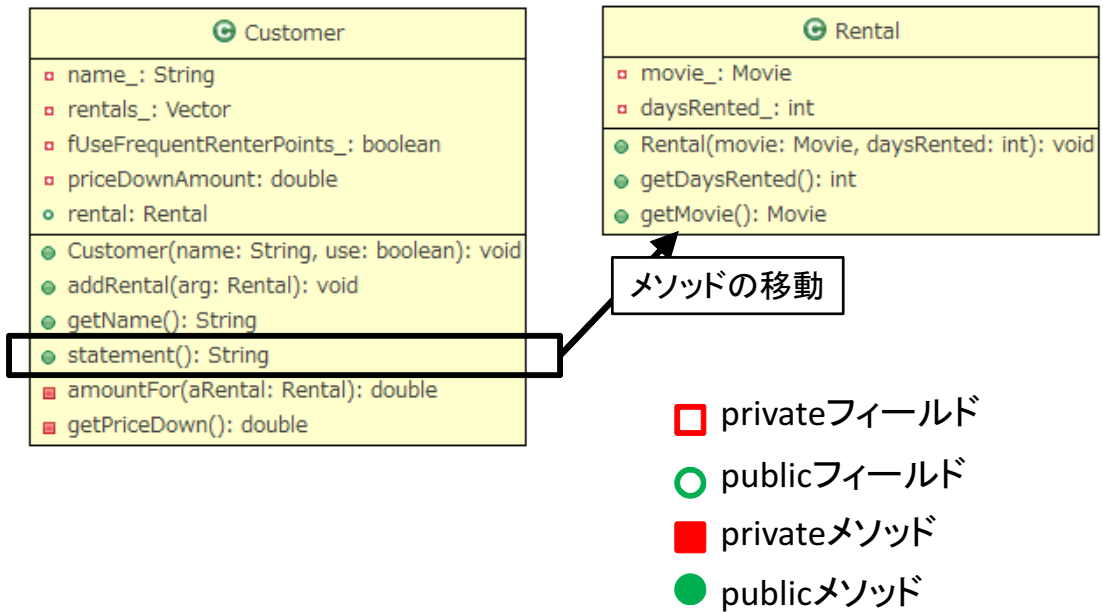 C Customer
name_: String
rentals_: Vector
fUseFrequentRenterPoints_: boolean
priceDownAmount: double
rental: Rental
Customer(name: String, use: boolean): void
addRental(arg: Rental): void
getName(): String
statement(): String
amountFor(aRental: Rental): double
getPriceDown(): double
C Rental
movie_: Movie
daysRented_: int
Rental(movie: Movie, daysRented: int): void
getDaysRented(): int
getMovie(): Movie
メソッドの移動
privateフィールド
publicフィールド
privateメソッド
publicメソッド